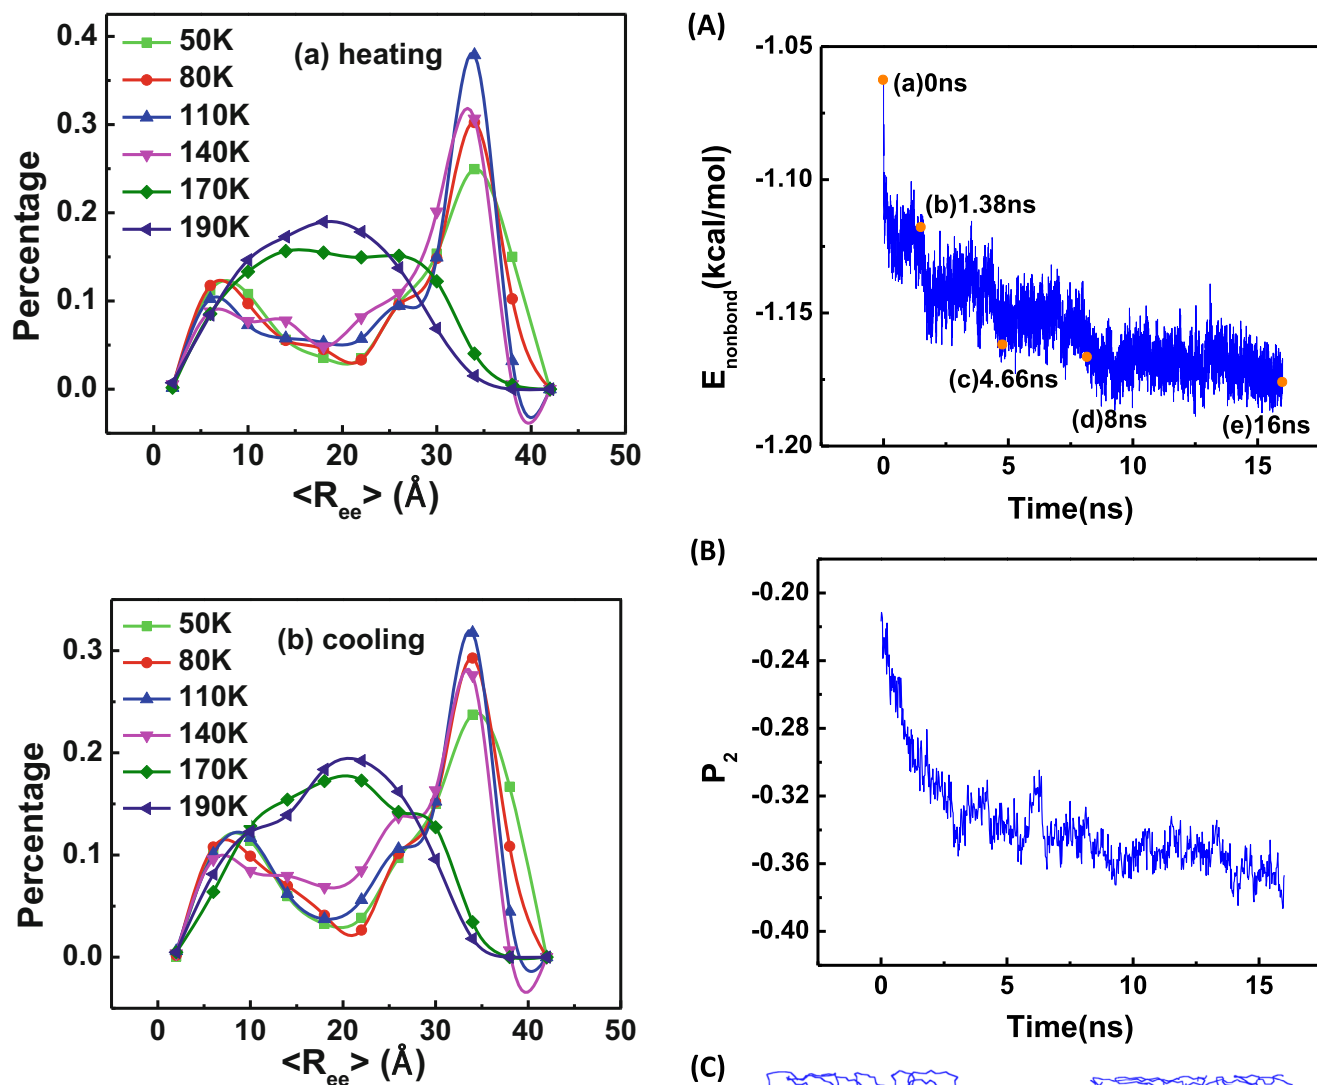 0.4
0.3
0.2
0.1
0.0
Percentage
50K
80K
110K
140K
170K
190K
(a) heating
0 10 20 30 40 50
<Ree> (Å)
0.3
0.2
0.1
0.0
Percentage
50K
80K
110K
140K
170K
190K
(b) cooling
0 10 20 30 40 50
<Ree> (Å)
(A)
-1.05
-1.10
-1.15
-1.20
Enonbond(kcal/mol)
(a)0ns
(b)1.38ns
(c)4.66ns
(d)8ns
(e)16ns
0 5 10 15
Time(ns)
(B)
-0.20
-0.24
-0.28
-0.32
-0.36
-0.40
P2
0 5 10 15
Time(ns)
(C)